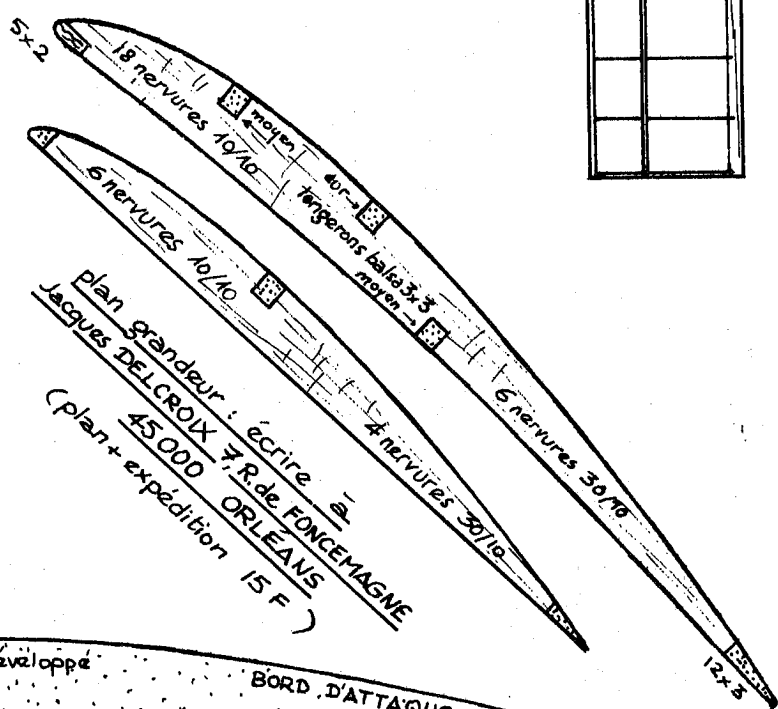 5x2
18 nervures 10/10
moyen
dur
longerons balsa 3x3
moyen
6 nervures 30/10
12x3
6 nervures 10/10
4 nervures 30/10
plan grandeur : écrire à
Jacques DELCROIX 7, R. de FONCEMAGNE
45000 ORLÉANS
(plan + expédition 15 F)
éveloppé
BORD D'ATTAQUE